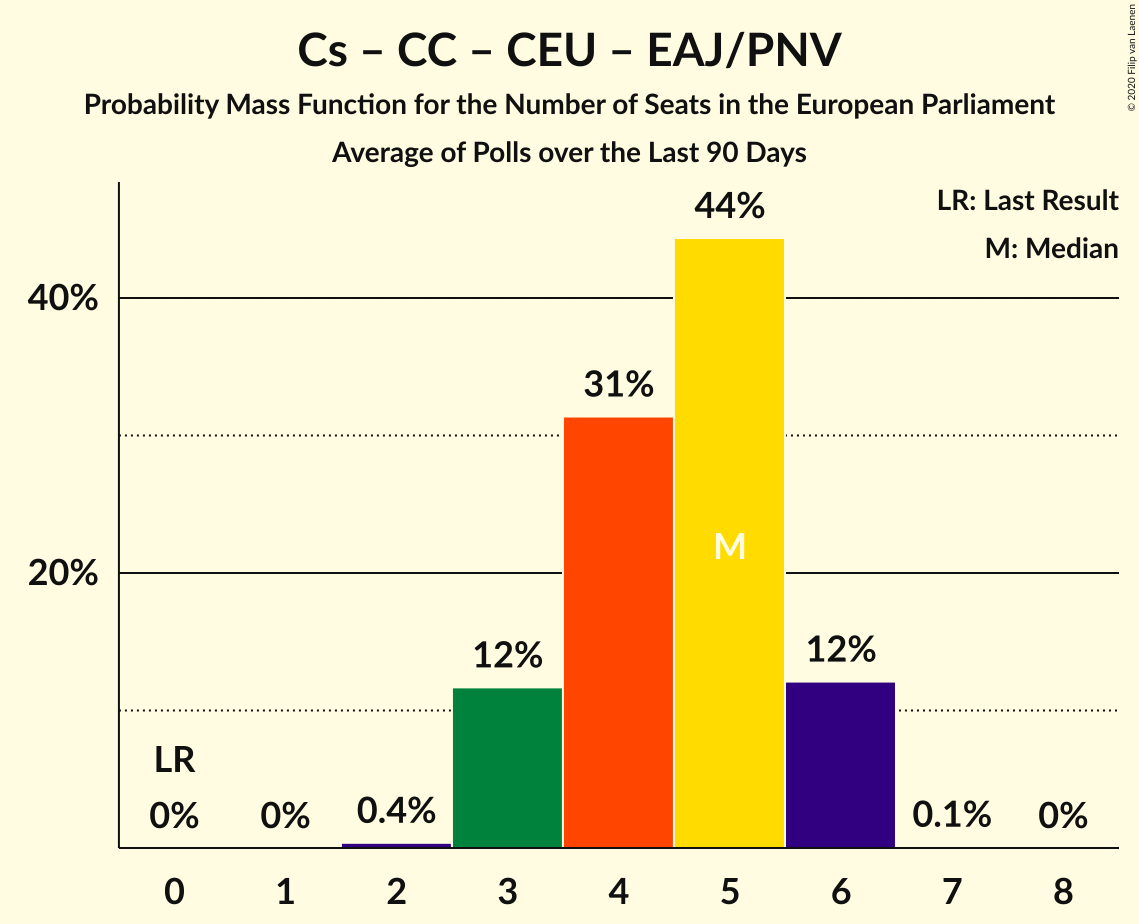 Cs – CC – CEU – EAJ/PNV
Probability Mass Function for the Number of Seats in the European Parliament
Average of Polls over the Last 90 Days
© 2020 Filip van Laenen
LR: Last Result
M: Median
40%
20%
LR
0%
0%
0.4%
12%
31%
44%
M
12%
0.1%
0%
0 1 2 3 4 5 6 7 8